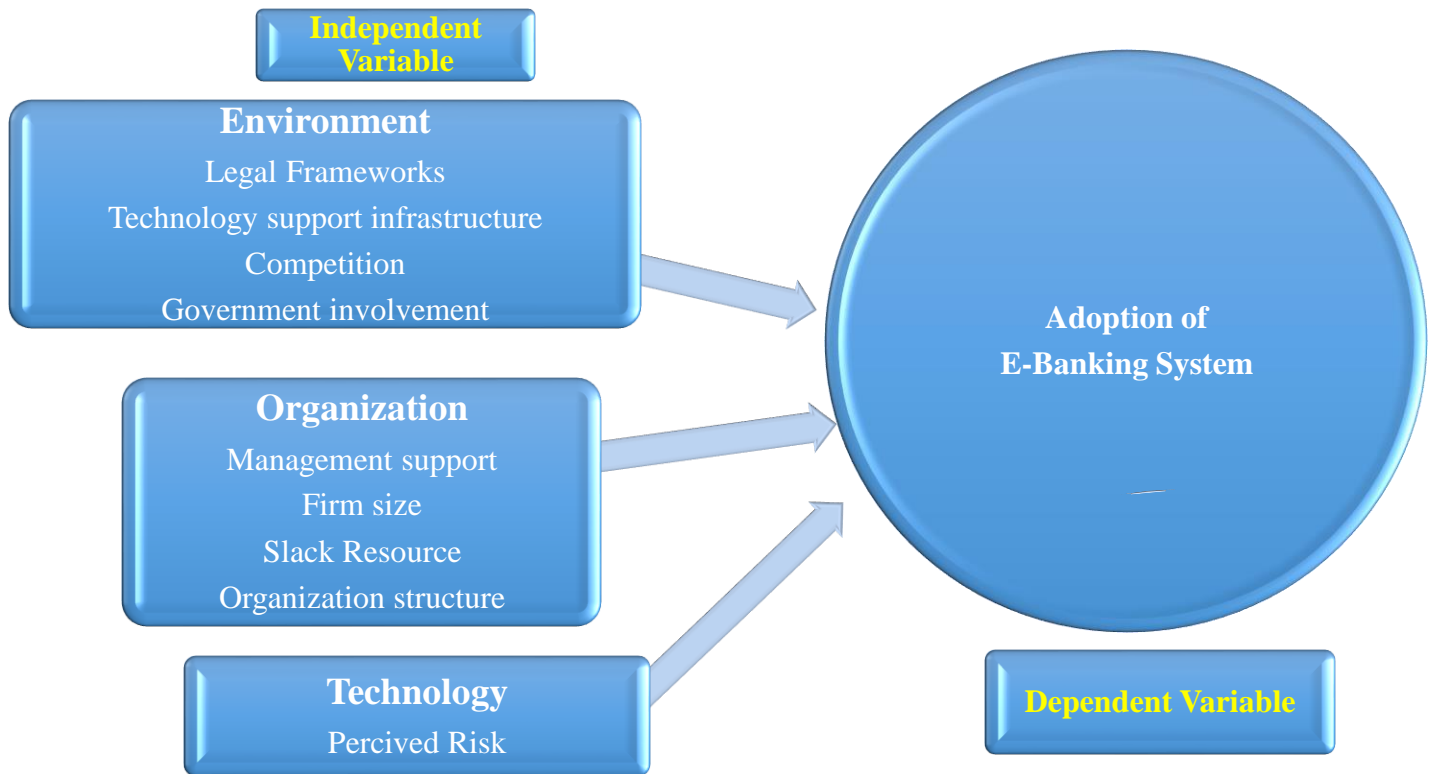 Independent
Variable
Environment
Legal Frameworks
Technology support infrastructure
Competition
Government involvement
Organization
Management support
Firm size
Slack Resource
Organization structure
Technology
Percived Risk
Adoption of
E-Banking System
Dependent Variable